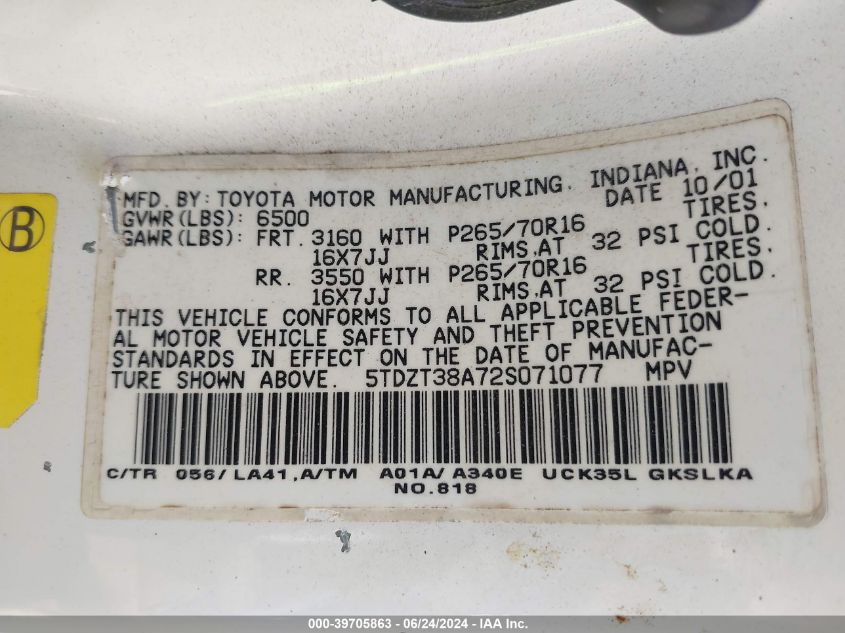 B
MFD. BY: TOYOTA MOTOR MANUFACTURING, INDIANA, INC.
GVWR(LBS): 6500 DATE 10/01
GAWR(LBS): FRT. 3160 WITH P265/70R16 TIRES,
16X7JJ RIMS,AT 32 PSI COLD.
RR. 3550 WITH P265/70R16 TIRES,
16X7JJ RIMS,AT 32 PSI COLD.
THIS VEHICLE CONFORMS TO ALL APPLICABLE FEDER-
AL MOTOR VEHICLE SAFETY AND THEFT PREVENTION
STANDARDS IN EFFECT ON THE DATE OF MANUFAC-
TURE SHOWN ABOVE. 5TDZT38A72S071077 MPV
C/TR 056/LA41,A/TM A01A/A340E UCK35L GKSLKA
NO.818
000-39705863 - 06/24/2024 - IAA Inc.